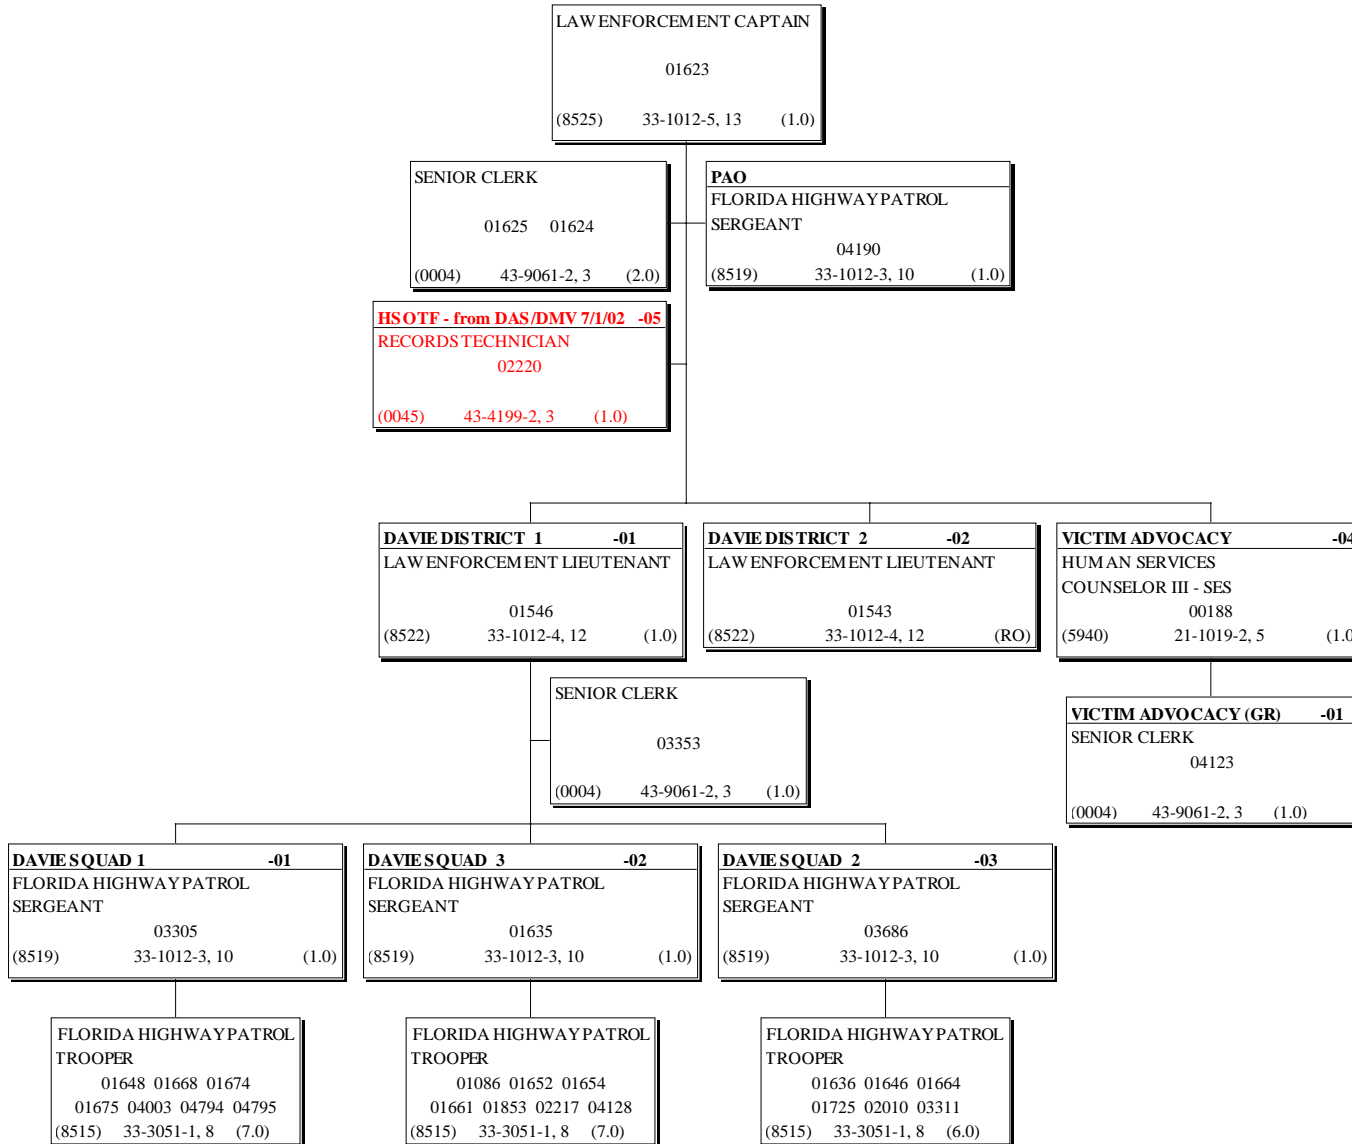 LAW ENFORCEMENT CAPTAIN
01623
(8525) 33-1012-5, 13 (1.0)
SENIOR CLERK
01625 01624
(0004) 43-9061-2, 3 (2.0)
PAO
FLORIDA HIGHWAY PATROL
SERGEANT
04190
(8519) 33-1012-3, 10 (1.0)
HSOTF - from DAS/DMV 7/1/02 -05
RECORDS TECHNICIAN
02220
(0045) 43-4199-2, 3 (1.0)
DAVIE DISTRICT 1 -01
LAW ENFORCEMENT LIEUTENANT
01546
(8522) 33-1012-4, 12 (1.0)
DAVIE DISTRICT 2 -02
LAW ENFORCEMENT LIEUTENANT
01543
(8522) 33-1012-4, 12 (RO)
VICTIM ADVOCACY -04
HUMAN SERVICES
COUNSELOR III - SES
00188
(5940) 21-1019-2, 5 (1.0
SENIOR CLERK
03353
(0004) 43-9061-2, 3 (1.0)
VICTIM ADVOCACY (GR) -01
SENIOR CLERK
04123
(0004) 43-9061-2, 3 (1.0)
DAVIE SQUAD 1 -01
FLORIDA HIGHWAY PATROL
SERGEANT
03305
(8519) 33-1012-3, 10 (1.0)
DAVIE SQUAD 3 -02
FLORIDA HIGHWAY PATROL
SERGEANT
01635
(8519) 33-1012-3, 10 (1.0)
DAVIE SQUAD 2 -03
FLORIDA HIGHWAY PATROL
SERGEANT
03686
(8519) 33-1012-3, 10 (1.0)
FLORIDA HIGHWAY PATROL
TROOPER
01648 01668 01674
01675 04003 04794 04795
(8515) 33-3051-1, 8 (7.0)
FLORIDA HIGHWAY PATROL
TROOPER
01086 01652 01654
01661 01853 02217 04128
(8515) 33-3051-1, 8 (7.0)
FLORIDA HIGHWAY PATROL
TROOPER
01636 01646 01664
01725 02010 03311
(8515) 33-3051-1, 8 (6.0)